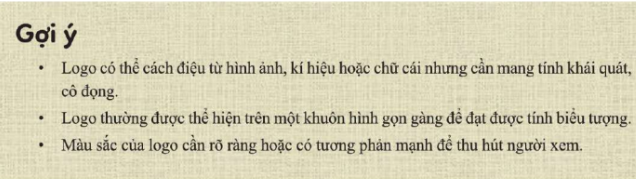 Gợi ý
• Logo có thể cách điệu từ hình ảnh, kí hiệu hoặc chữ cái nhưng cần mang tính khái quát,
cô đọng.
• Logo thường được thể hiện trên một khuôn hình gọn gàng để đạt được tính biểu tượng.
• Màu sắc của logo cần rõ ràng hoặc có tương phản mạnh để thu hút người xem.